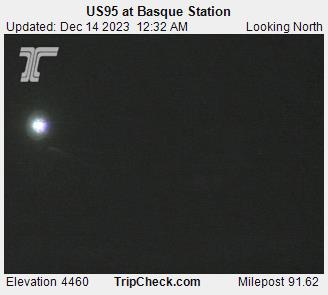 US95 at Basque Station
Updated: Dec 14 2023 12:32 AM Looking North
Elevation 4460 TripCheck.com Milepost 91.62